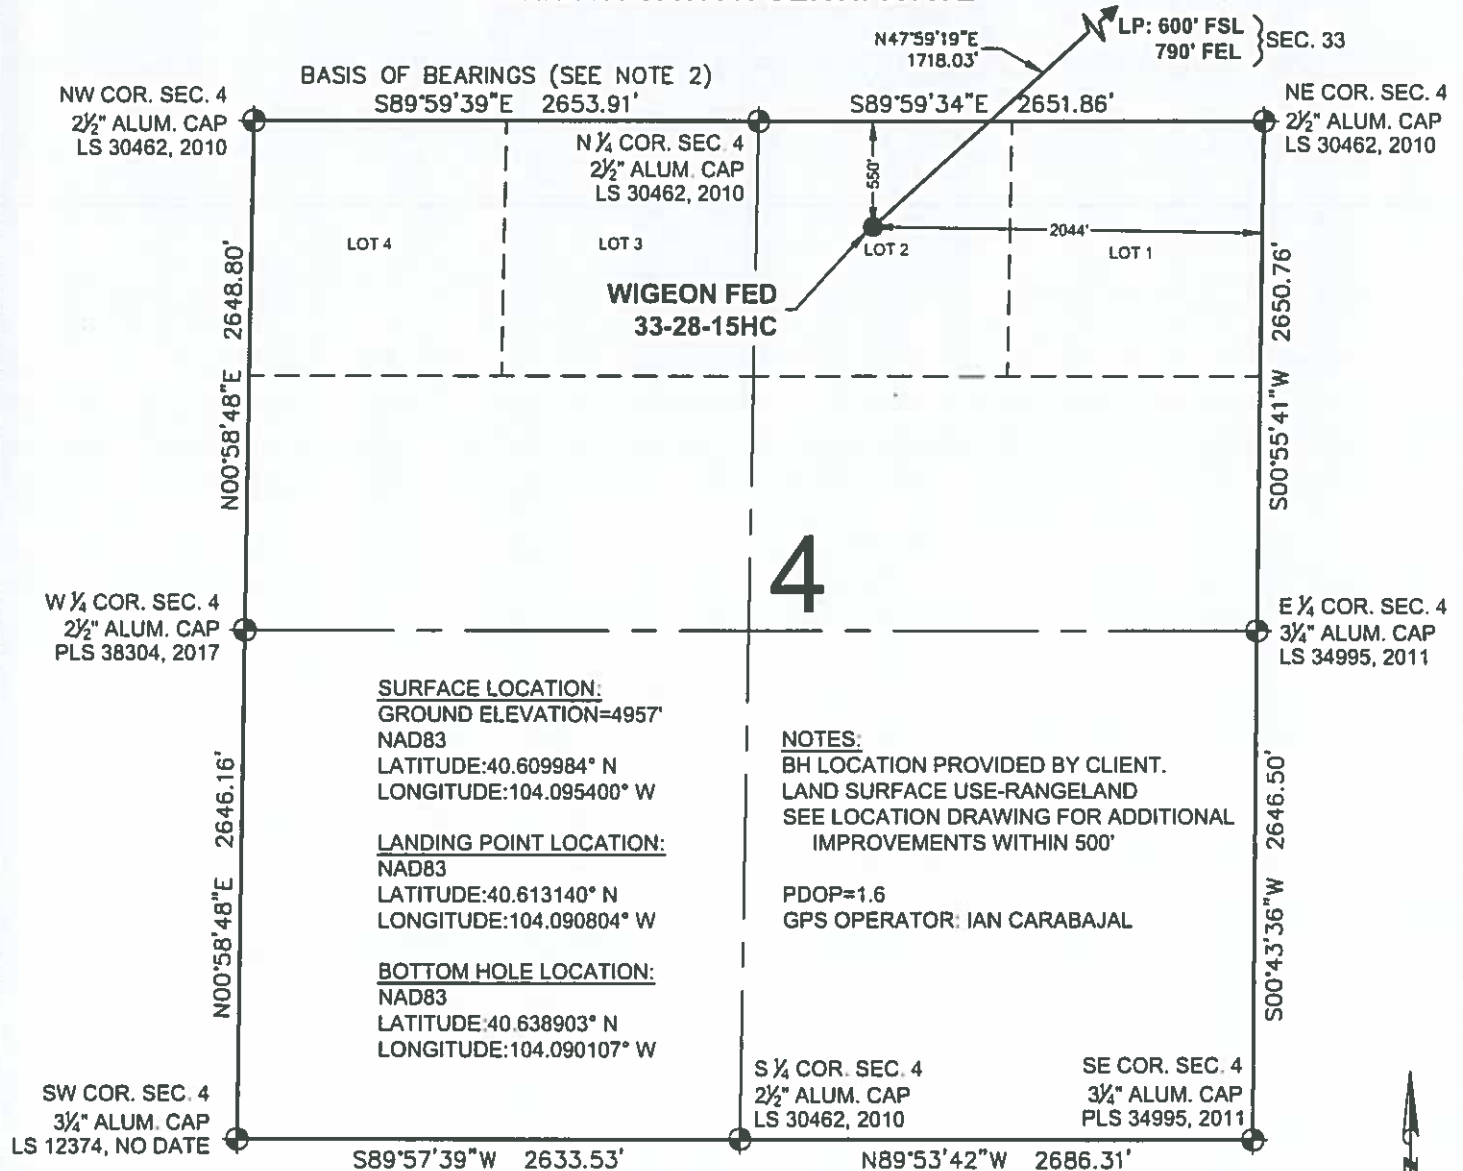 N47°59'19"E
1718.03'
LP: 600' FSL
790' FEL
SEC. 33
BASIS OF BEARINGS (SEE NOTE 2)
S89°59'39"E 2653.91'
S89°59'34"E 2651.86'
NW COR. SEC. 4
2½" ALUM. CAP
LS 30462, 2010
N ¼ COR. SEC. 4
2½" ALUM. CAP
LS 30462, 2010
NE COR. SEC. 4
2½" ALUM. CAP
LS 30462, 2010
550'
2044'
LOT 4
LOT 3
LOT 2
LOT 1
WIGEON FED
33-28-15HC
N00°58'48"E 2648.80'
S00°55'41"W 2650.76'
4
W ¼ COR. SEC. 4
2½" ALUM. CAP
PLS 38304, 2017
E ¼ COR. SEC. 4
3¼" ALUM. CAP
LS 34995, 2011
SURFACE LOCATION:
GROUND ELEVATION=4957'
NAD83
LATITUDE:40.609984° N
LONGITUDE:104.095400° W
LANDING POINT LOCATION:
NAD83
LATITUDE:40.613140° N
LONGITUDE:104.090804° W
BOTTOM HOLE LOCATION:
NAD83
LATITUDE:40.638903° N
LONGITUDE:104.090107° W
NOTES:
BH LOCATION PROVIDED BY CLIENT.
LAND SURFACE USE-RANGELAND
SEE LOCATION DRAWING FOR ADDITIONAL
IMPROVEMENTS WITHIN 500'
PDOP=1.6
GPS OPERATOR: IAN CARABAJAL
N00°58'48"E 2646.16'
S00°43'36"W 2646.50'
SW COR. SEC. 4
3¼" ALUM. CAP
LS 12374, NO DATE
S ¼ COR. SEC. 4
2½" ALUM. CAP
LS 30462, 2010
SE COR. SEC. 4
3¼" ALUM. CAP
PLS 34995, 2011
S89°57'39"W 2633.53'
N89°53'42"W 2686.31'
N